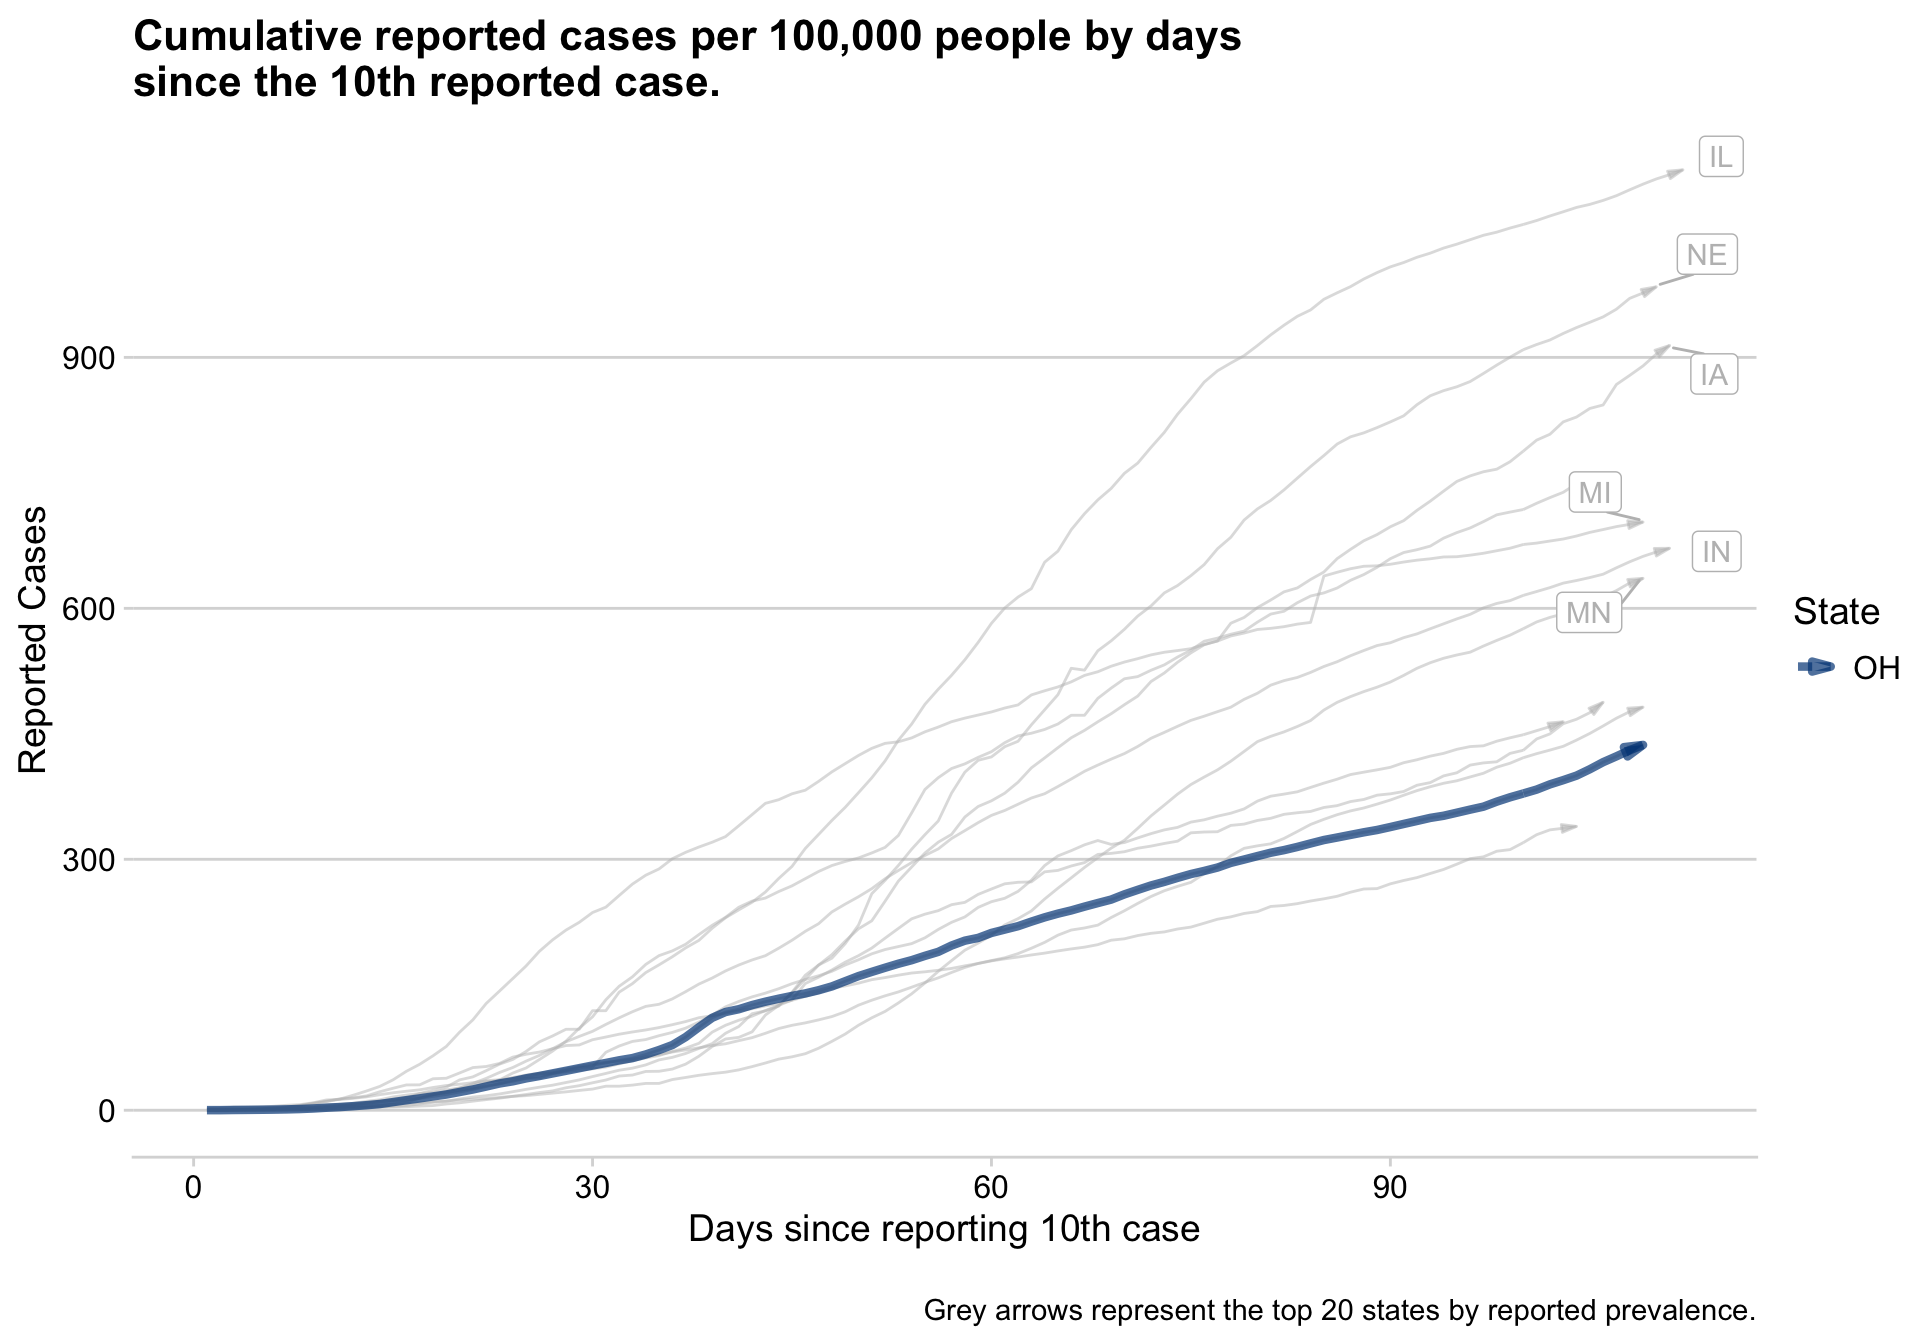 Cumulative reported cases per 100,000 people by days
since the 10th reported case.
IL
NE
900
IA
MI
IN
600
MN
Reported Cases
State
OH
300
0
0 30 60 90
Days since reporting 10th case
Grey arrows represent the top 20 states by reported prevalence.